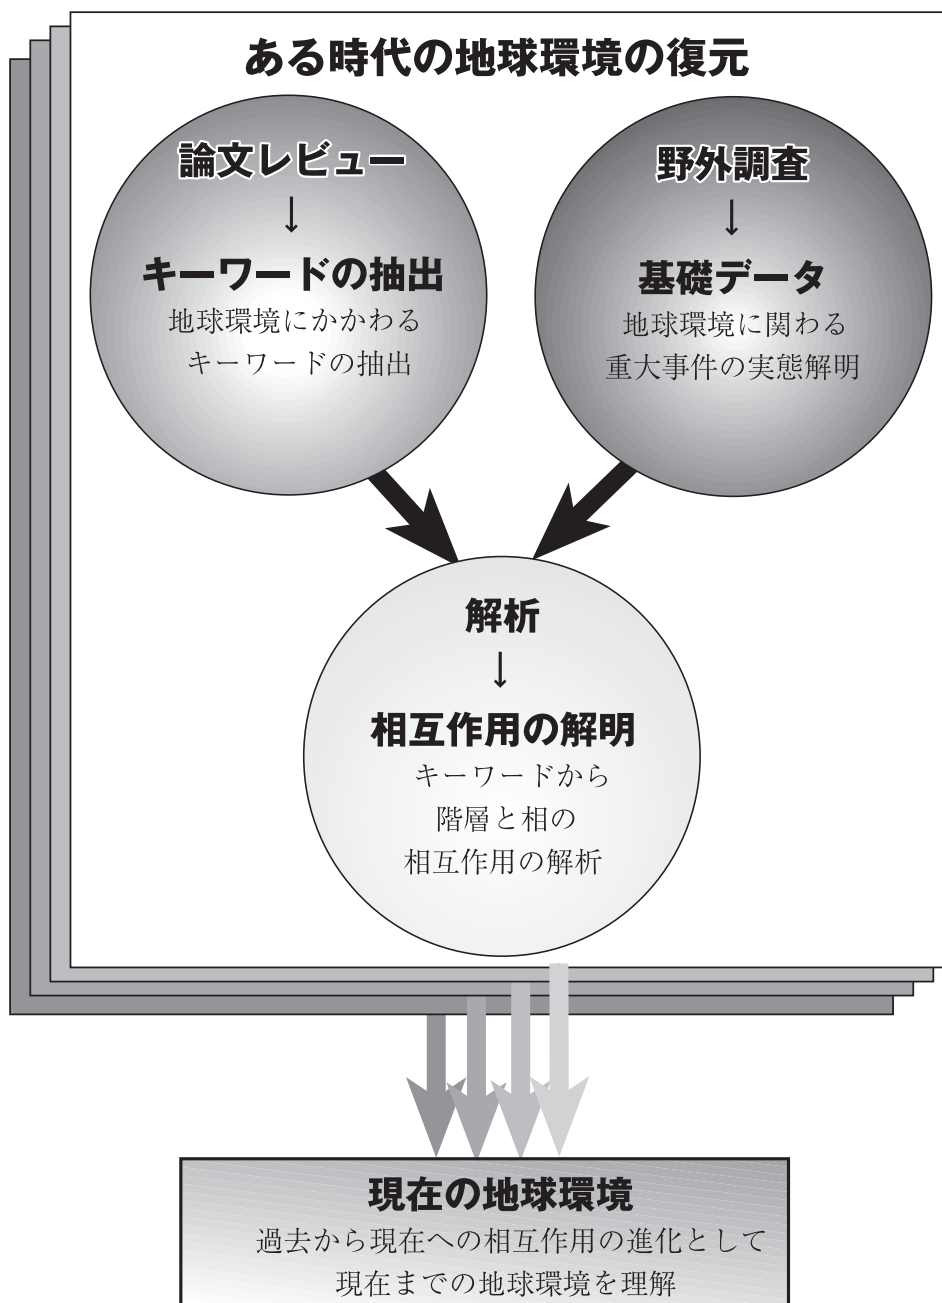 ある時代の地球環境の復元
論文レビュー
↓
キーワードの抽出
地球環境にかかわる
キーワードの抽出
野外調査
↓
基礎データ
地球環境に関わる
重大事件の実態解明
解析
↓
相互作用の解明
キーワードから
階層と相の
相互作用の解析
現在の地球環境
過去から現在への相互作用の進化として
現在までの地球環境を理解